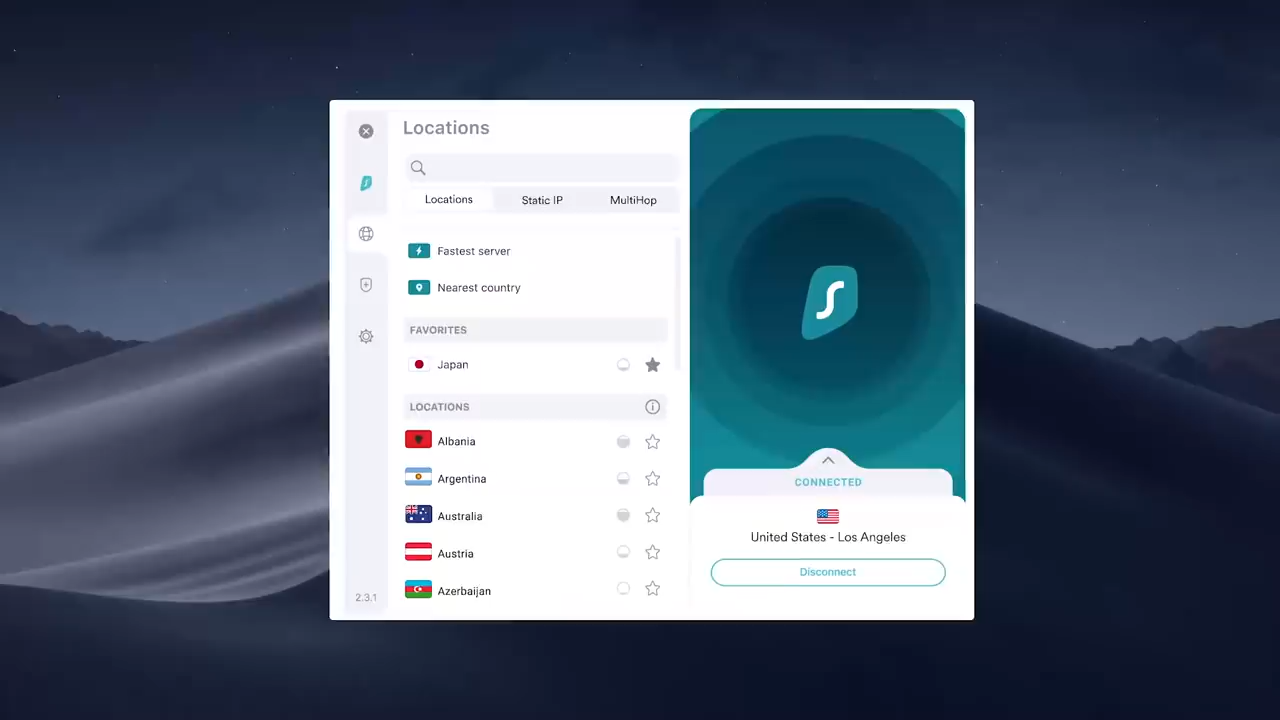 Locations
Locations Static IP MultiHop
Fastest server
Nearest country
FAVORITES
Japan
LOCATIONS
Albania
Argentina
Australia
Austria
Azerbaijan
2.3.1
CONNECTED
United States - Los Angeles
Disconnect